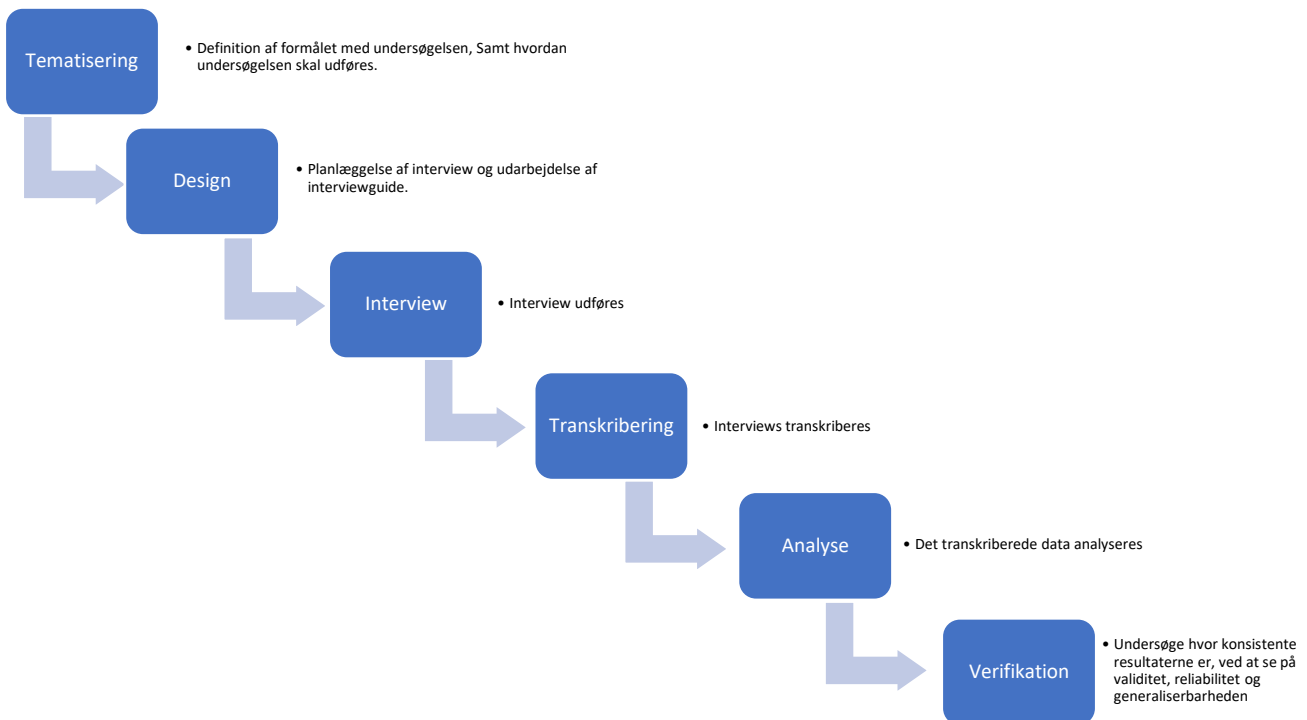 Tematisering
• Definition af formålet med undersøgelsen, Samt hvordan
undersøgelsen skal udføres.
Design
• Planlæggelse af interview og udarbejdelse af
interviewguide.
Interview
• Interview udføres
Transkribering
• Interviews transkriberes
Analyse
• Det transkriberede data analyseres
Verifikation
• Undersøge hvor konsistente
resultaterne er, ved at se på
validitet, reliabilitet og
generaliserbarheden